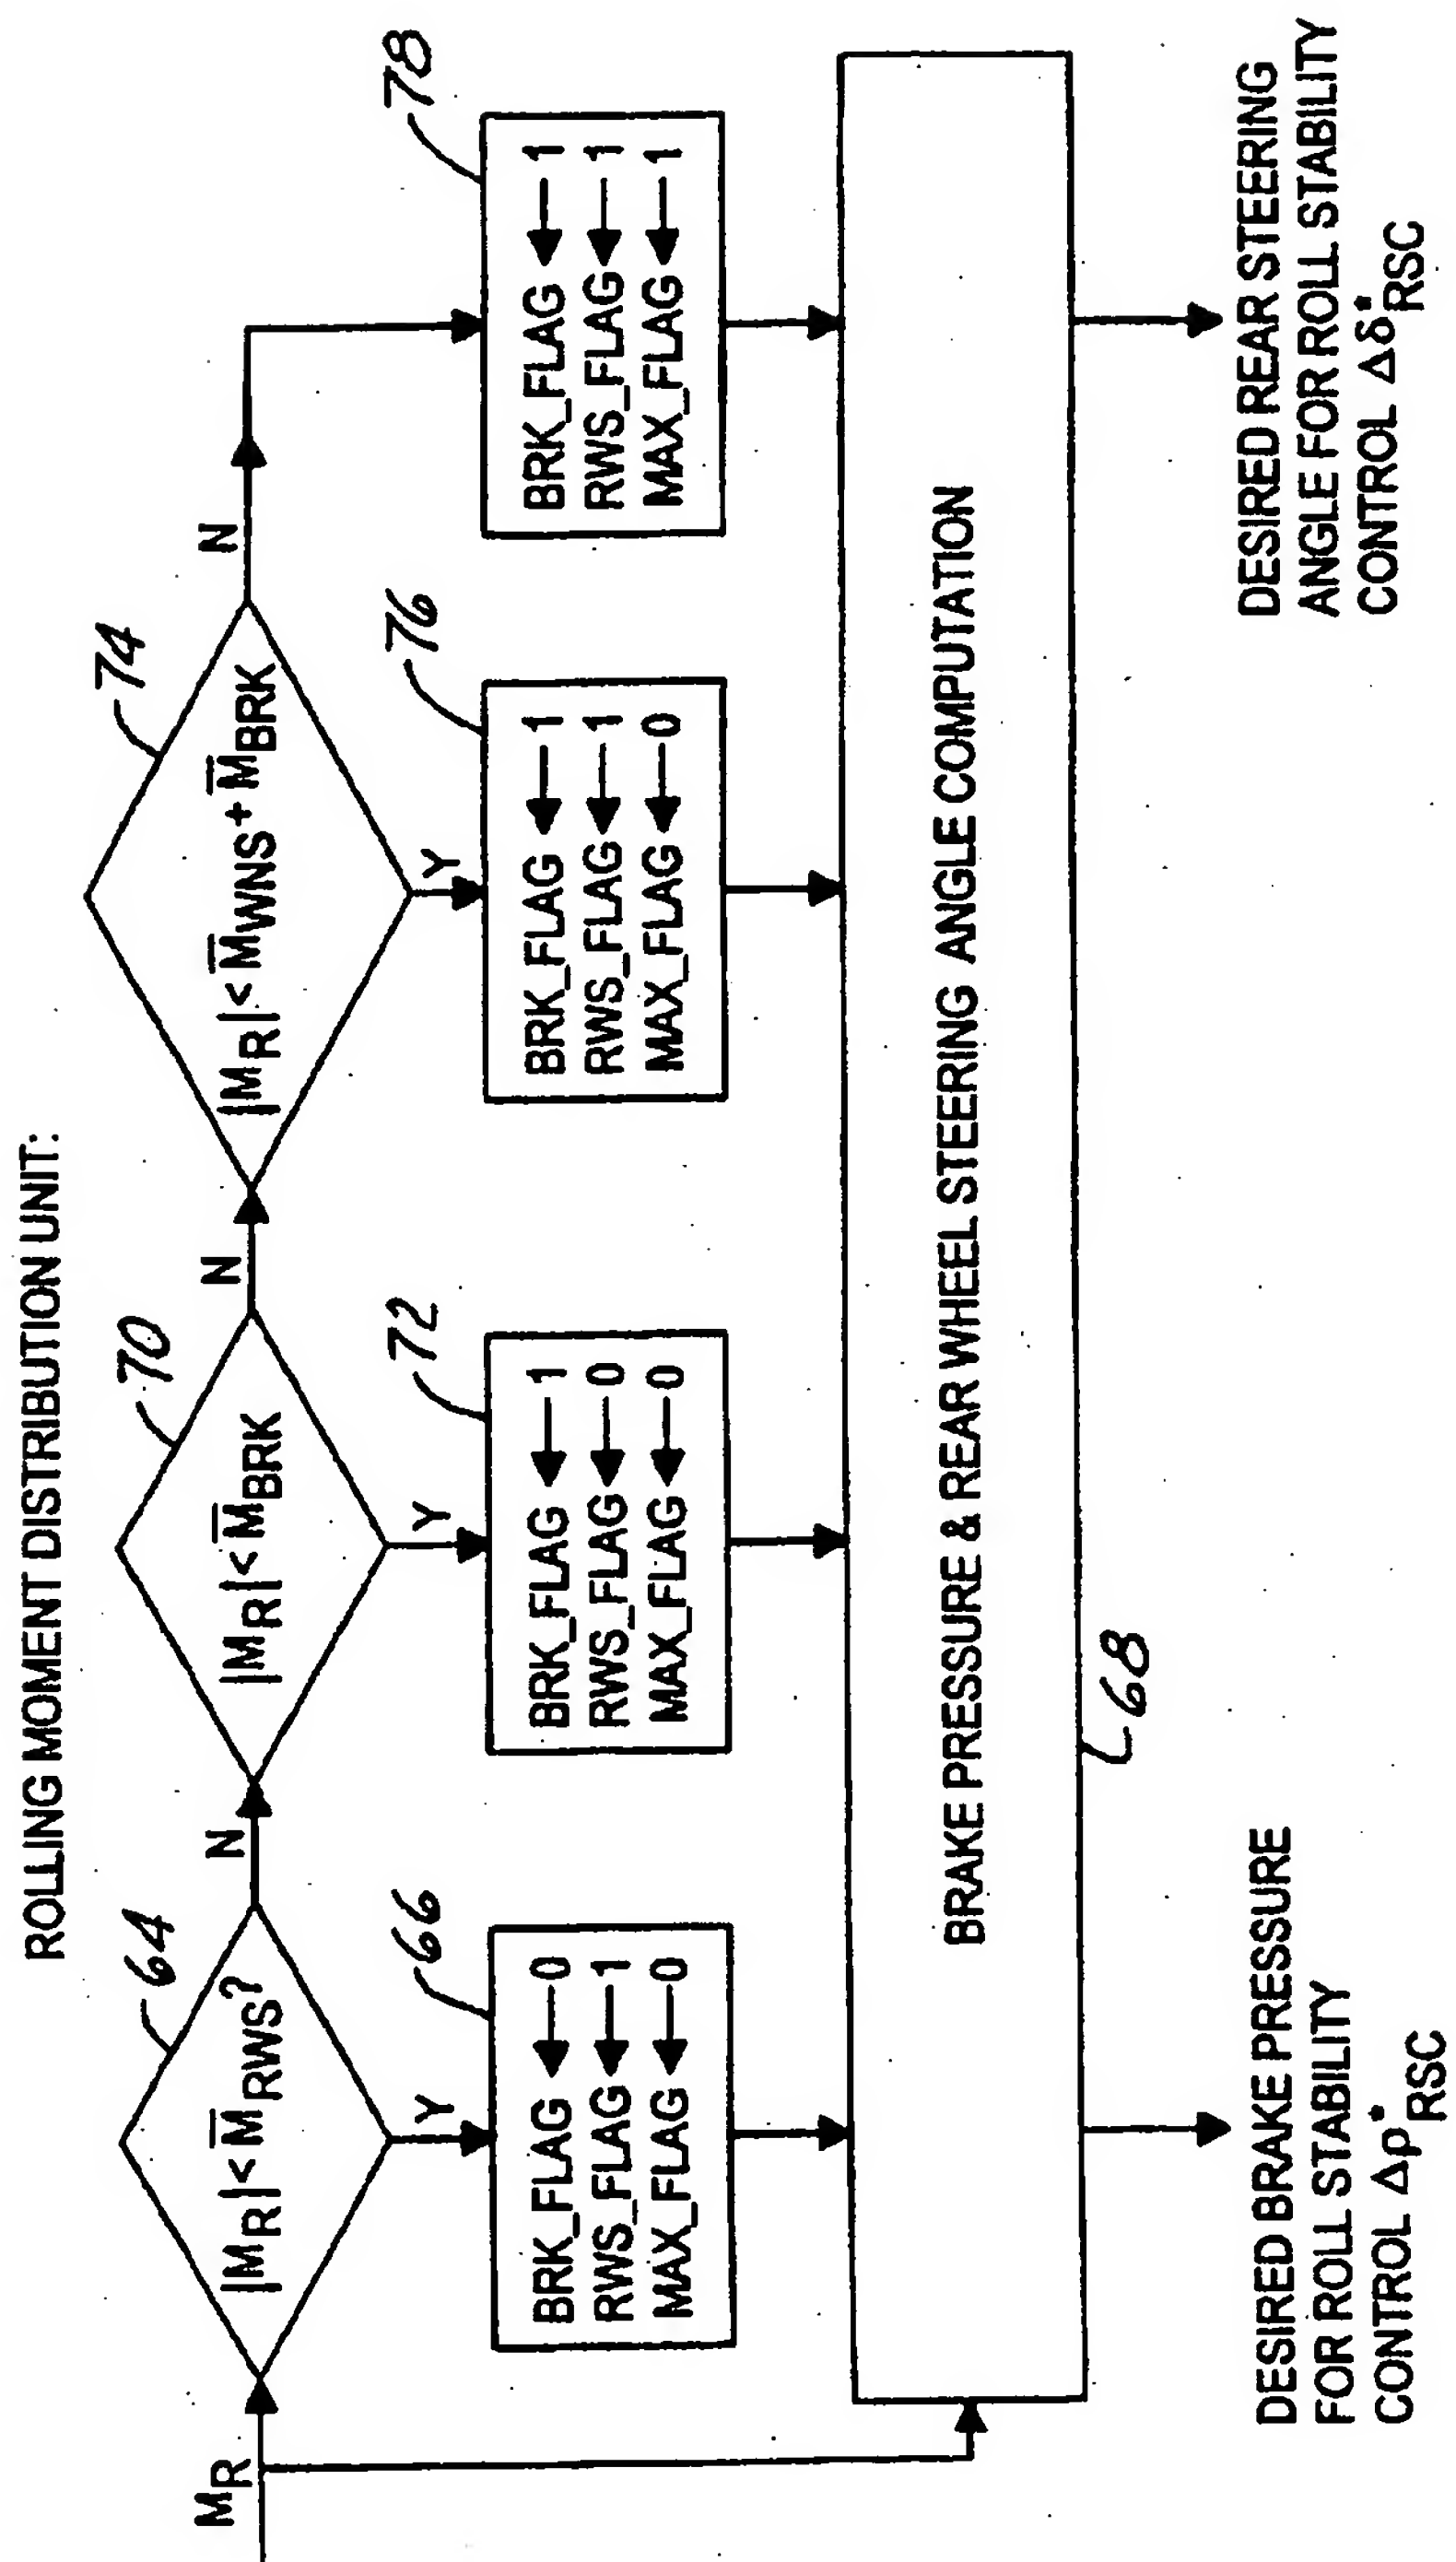 ROLLING MOMENT DISTRIBUTION UNIT:
M_R
64
|M_R| < M̅_RWS?
N
Y
70
|M_R| < M̅_BRK
N
Y
74
|M_R| < M̅_WNS + M̅_BRK
N
Y
66
BRK_FLAG ← 0
RWS_FLAG ← 1
MAX_FLAG ← 0
72
BRK_FLAG ← 1
RWS_FLAG ← 0
MAX_FLAG ← 0
76
BRK_FLAG ← 1
RWS_FLAG ← 1
MAX_FLAG ← 0
78
BRK_FLAG ← 1
RWS_FLAG ← 1
MAX_FLAG ← 1
BRAKE PRESSURE & REAR WHEEL STEERING ANGLE COMPUTATION
68
DESIRED BRAKE PRESSURE
FOR ROLL STABILITY
CONTROL Δρ*_RSC
DESIRED REAR STEERING
ANGLE FOR ROLL STABILITY
CONTROL Δδ*_RSC